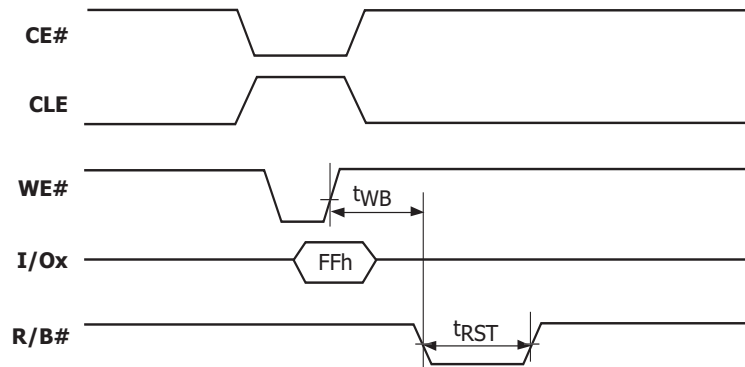 CE#
CLE
WE#
tWB
I/Ox
FFh
R/B#
tRST